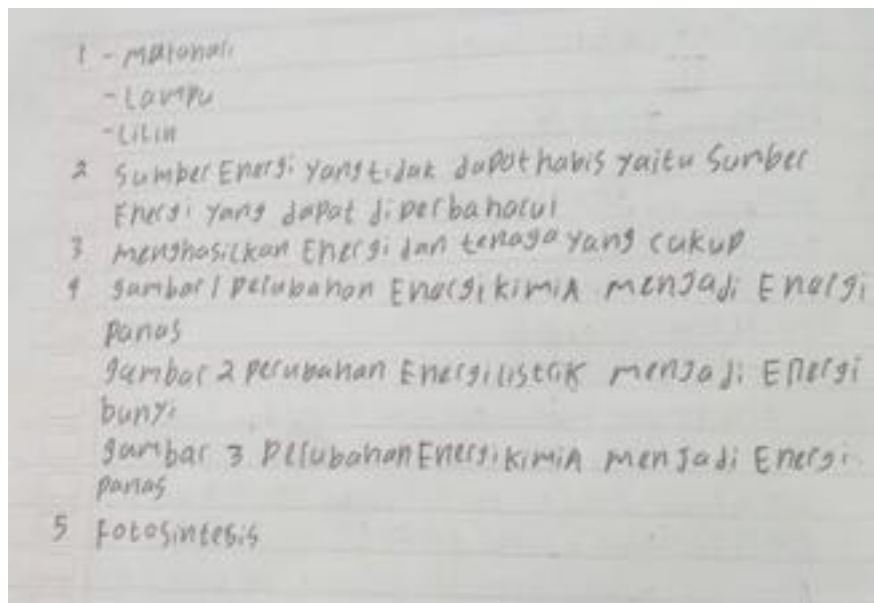 1 - Matahari
- Lampu
- Lilin
2 Sumber Energi yang tidak dapat habis yaitu Sumber
Energi yang dapat diperbaharui
3 menghasilkan Energi dan tenaga yang cukup
4 gambar 1 perubahan Energi kimia menjadi Energi
panas
gambar 2 perubahan Energi listrik menjadi Energi
bunyi
gambar 3 perubahan Energi kimia menjadi Energi
panas
5 Fotosintesis